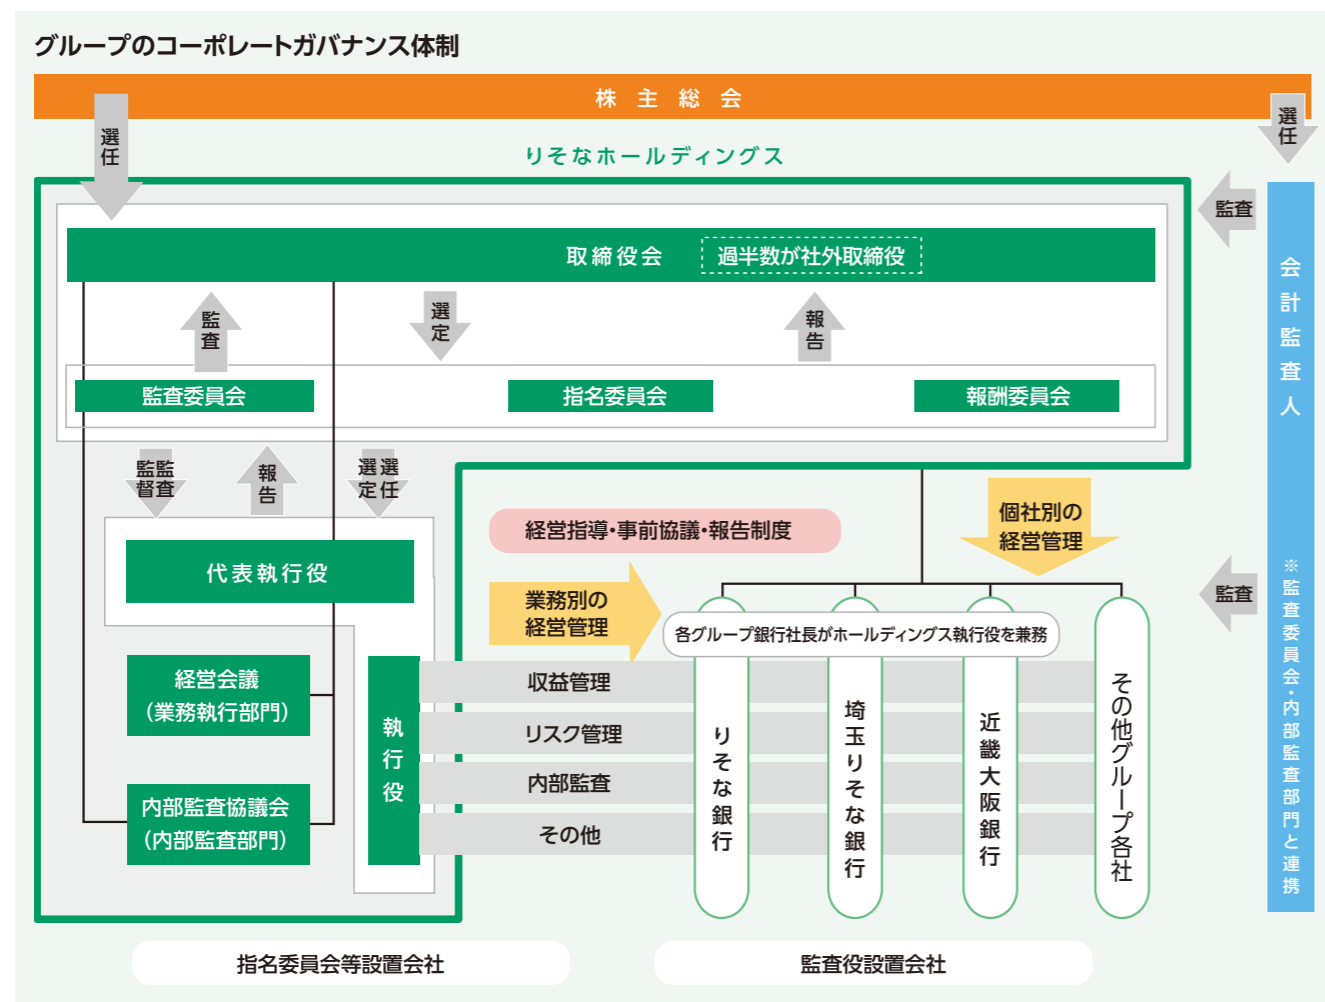 グループのコーポレートガバナンス体制
株主総会
選任
選任
りそなホールディングス
監査
取締役会
過半数が社外取締役
監査
選定
報告
監査委員会
指名委員会
報酬委員会
会計監査人
※監査委員会・内部監査部門と連携
監督
監査
報告
選定
選任
経営指導・事前協議・報告制度
個社別の
経営管理
代表執行役
業務別の
経営管理
監査
各グループ銀行社長がホールディングス執行役を兼務
経営会議
（業務執行部門）
内部監査協議会
（内部監査部門）
執行役
収益管理
リスク管理
内部監査
その他
りそな銀行
埼玉りそな銀行
近畿大阪銀行
その他グループ各社
指名委員会等設置会社
監査役設置会社